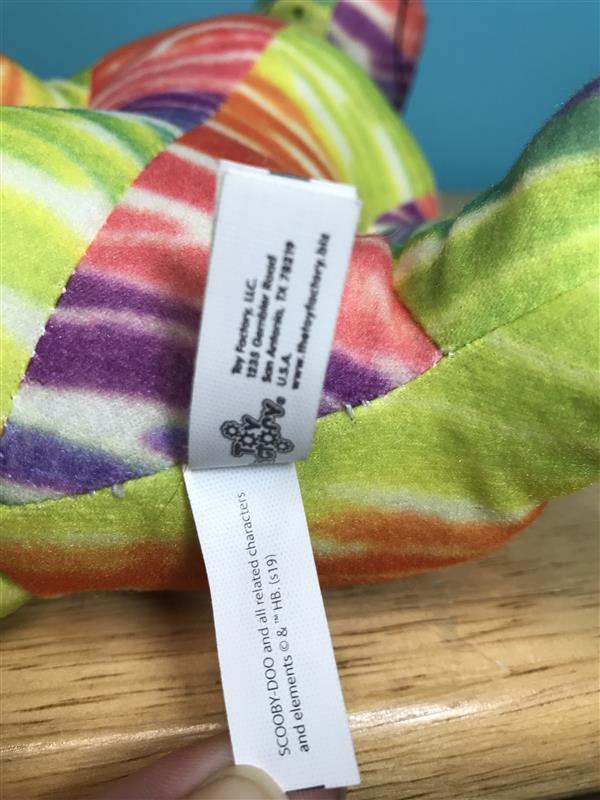 Toy Factory, LLC.
1235 Gembler Road
San Antonio, TX 78219
U.S.A.
www.thetoyfactory.biz
TOY
FACTORY®
SCOOBY-DOO and all related characters
and elements © & ™ HB. (s19)